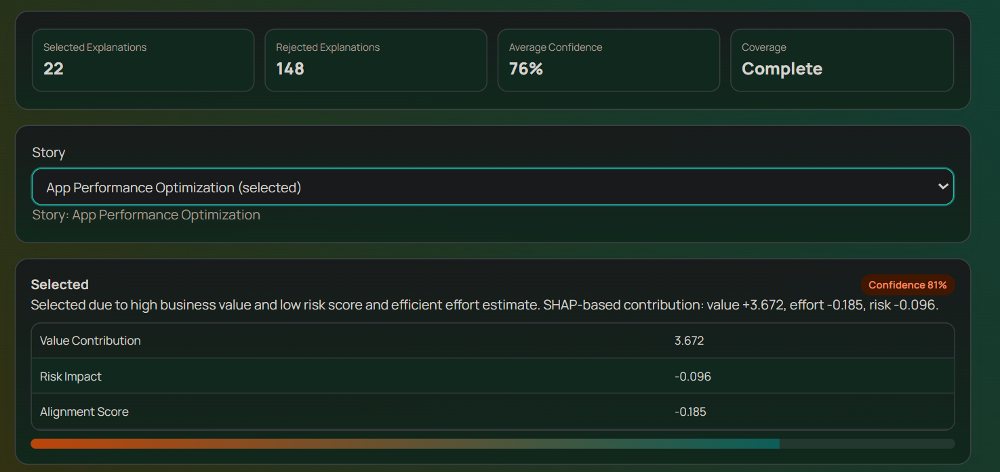 Selected Explanations
22
Rejected Explanations
148
Average Confidence
76%
Coverage
Complete
Story
App Performance Optimization (selected)
Story: App Performance Optimization
Selected
Confidence 81%
Selected due to high business value and low risk score and efficient effort estimate. SHAP-based contribution: value +3.672, effort -0.185, risk -0.096.
Value Contribution 3.672
Risk Impact -0.096
Alignment Score -0.185